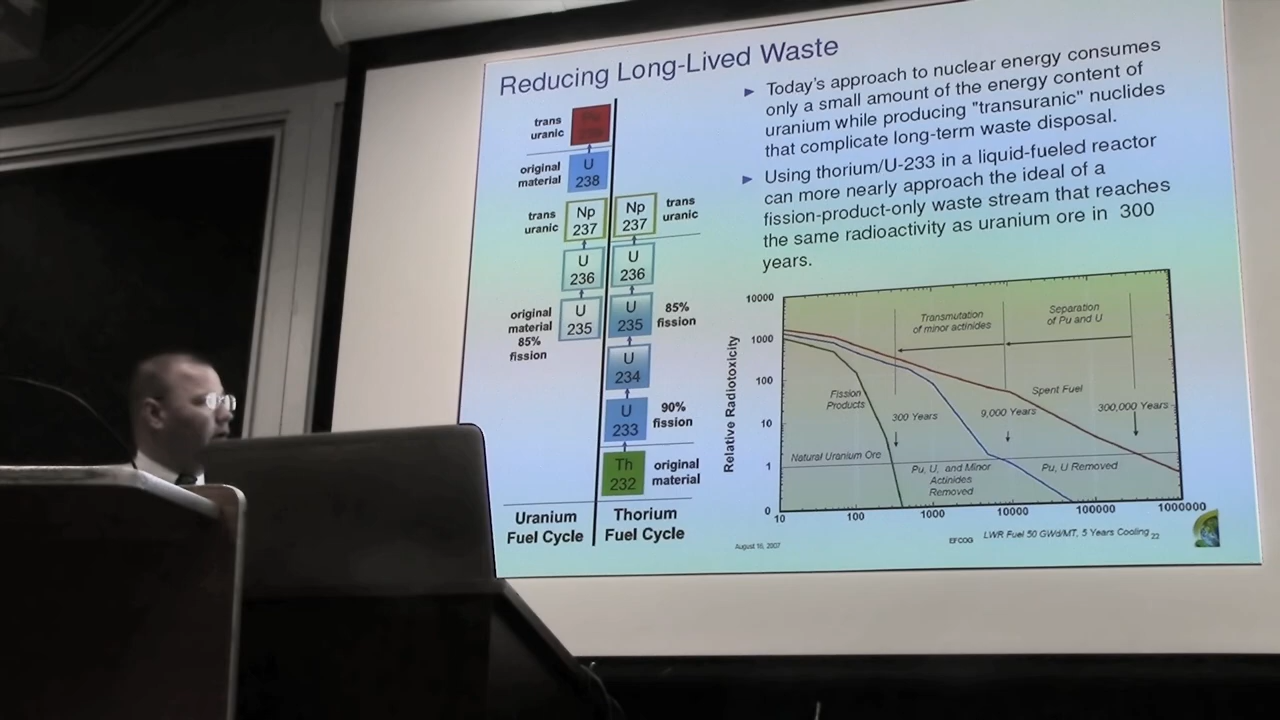 Reducing Long-Lived Waste
► Today's approach to nuclear energy consumes
only a small amount of the energy content of
uranium while producing "transuranic" nuclides
that complicate long-term waste disposal.
► Using thorium/U-233 in a liquid-fueled reactor
can more nearly approach the ideal of a
fission-product-only waste stream that reaches
the same radioactivity as uranium ore in 300
years.
trans
uranic
original
material
U
238
trans
uranic
Np
237
Np
237
trans
uranic
U
236
U
236
original
material
85%
fission
U
235
U
235
85%
fission
U
234
U
233
90%
fission
Th
232
original
material
Uranium
Fuel Cycle
Thorium
Fuel Cycle
Relative Radiotoxicity
10000
1000
100
10
1
0
10
100
1000
10000
100000
1000000
Transmutation
of minor actinides
Separation
of Pu and U
Fission
Products
300 Years
9,000 Years
Spent Fuel
300,000 Years
Natural Uranium Ore
Pu, U, and Minor
Actinides
Removed
Pu, U Removed
August 16, 2007
EFCOG
LWR Fuel 50 GWd/MT, 5 Years Cooling
22